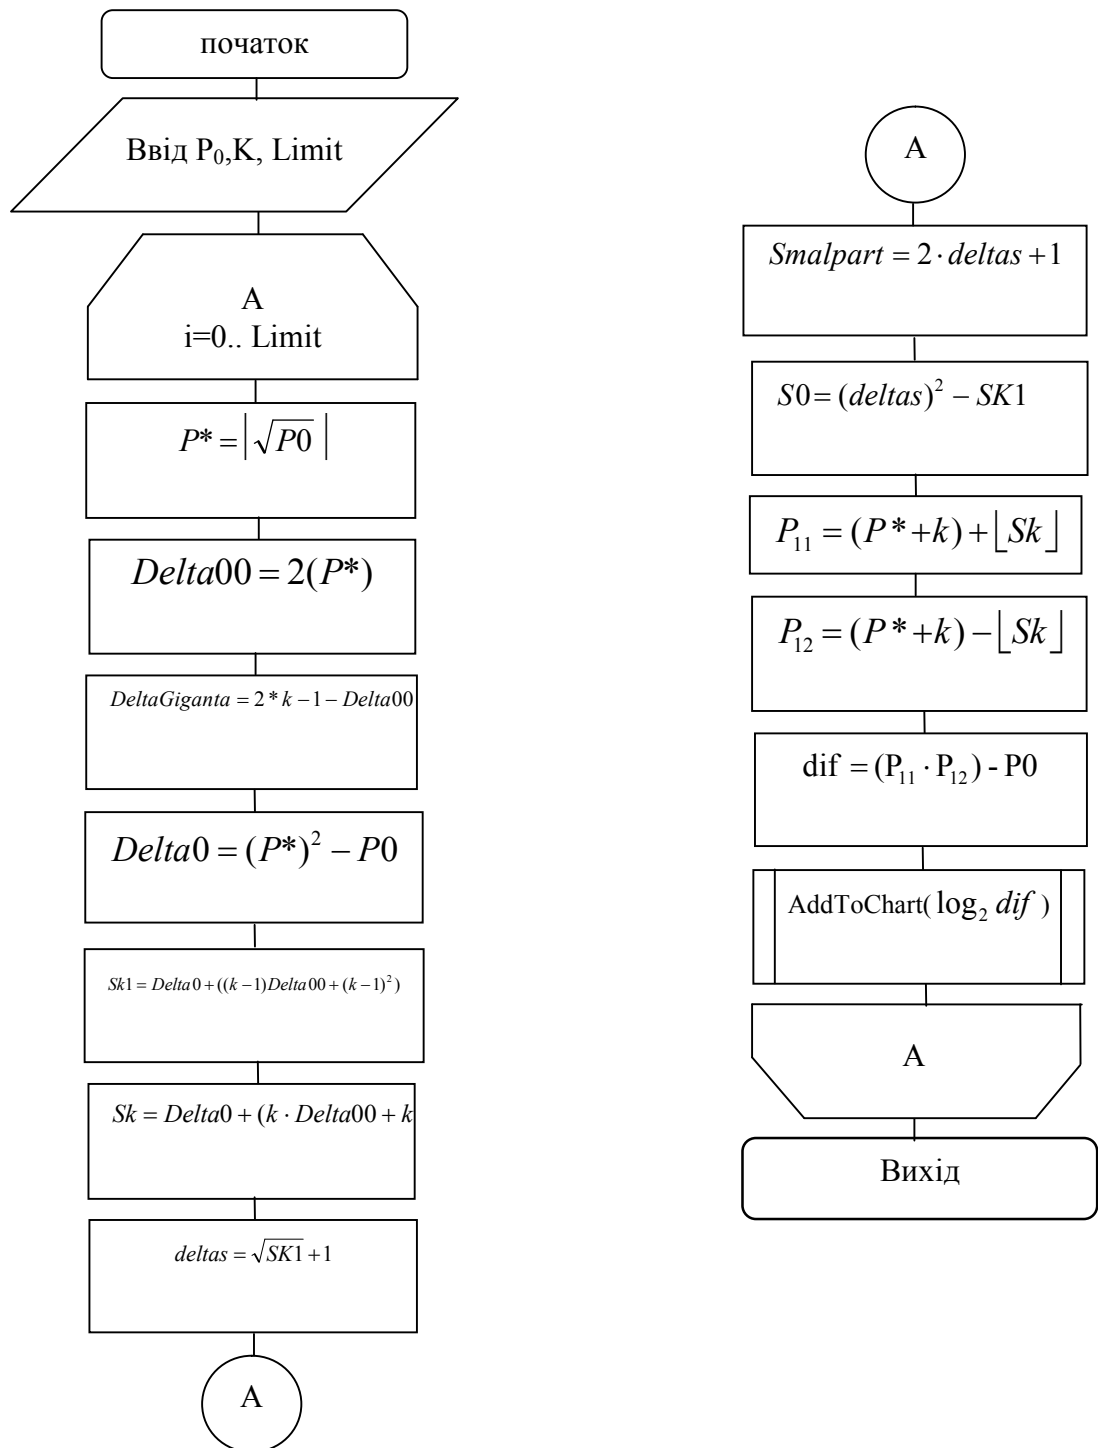 початок
Ввід P₀,K, Limit
А
i=0.. Limit
P* = |√P0 |
Delta00 = 2(P*)
DeltaGiganta = 2 * k − 1 − Delta00
Delta0 = (P*)² − P0
Sk1 = Delta0 + ((k − 1)Delta00 + (k − 1)²)
Sk = Delta0 + (k · Delta00 + k
deltas = √SK1 + 1
А
А
Smalpart = 2 · deltas + 1
S0 = (deltas)² − SK1
P₁₁ = (P * +k) + ⌊Sk⌋
P₁₂ = (P * +k) − ⌊Sk⌋
dif = (P₁₁ · P₁₂) - P0
AddToChart( log₂ dif )
А
Вихід